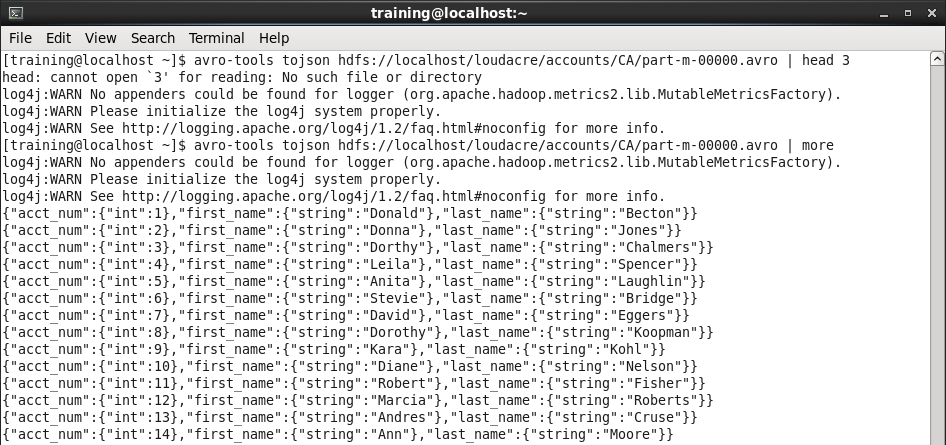 training@localhost:~
File Edit View Search Terminal Help
[training@localhost ~]$ avro-tools tojson hdfs://localhost/loudacre/accounts/CA/part-m-00000.avro | head 3
head: cannot open `3' for reading: No such file or directory
log4j:WARN No appenders could be found for logger (org.apache.hadoop.metrics2.lib.MutableMetricsFactory).
log4j:WARN Please initialize the log4j system properly.
log4j:WARN See http://logging.apache.org/log4j/1.2/faq.html#noconfig for more info.
[training@localhost ~]$ avro-tools tojson hdfs://localhost/loudacre/accounts/CA/part-m-00000.avro | more
log4j:WARN No appenders could be found for logger (org.apache.hadoop.metrics2.lib.MutableMetricsFactory).
log4j:WARN Please initialize the log4j system properly.
log4j:WARN See http://logging.apache.org/log4j/1.2/faq.html#noconfig for more info.
{"acct_num":{"int":1},"first_name":{"string":"Donald"},"last_name":{"string":"Becton"}}
{"acct_num":{"int":2},"first_name":{"string":"Donna"},"last_name":{"string":"Jones"}}
{"acct_num":{"int":3},"first_name":{"string":"Dorthy"},"last_name":{"string":"Chalmers"}}
{"acct_num":{"int":4},"first_name":{"string":"Leila"},"last_name":{"string":"Spencer"}}
{"acct_num":{"int":5},"first_name":{"string":"Anita"},"last_name":{"string":"Laughlin"}}
{"acct_num":{"int":6},"first_name":{"string":"Stevie"},"last_name":{"string":"Bridge"}}
{"acct_num":{"int":7},"first_name":{"string":"David"},"last_name":{"string":"Eggers"}}
{"acct_num":{"int":8},"first_name":{"string":"Dorothy"},"last_name":{"string":"Koopman"}}
{"acct_num":{"int":9},"first_name":{"string":"Kara"},"last_name":{"string":"Kohl"}}
{"acct_num":{"int":10},"first_name":{"string":"Diane"},"last_name":{"string":"Nelson"}}
{"acct_num":{"int":11},"first_name":{"string":"Robert"},"last_name":{"string":"Fisher"}}
{"acct_num":{"int":12},"first_name":{"string":"Marcia"},"last_name":{"string":"Roberts"}}
{"acct_num":{"int":13},"first_name":{"string":"Andres"},"last_name":{"string":"Cruse"}}
{"acct_num":{"int":14},"first_name":{"string":"Ann"},"last_name":{"string":"Moore"}}